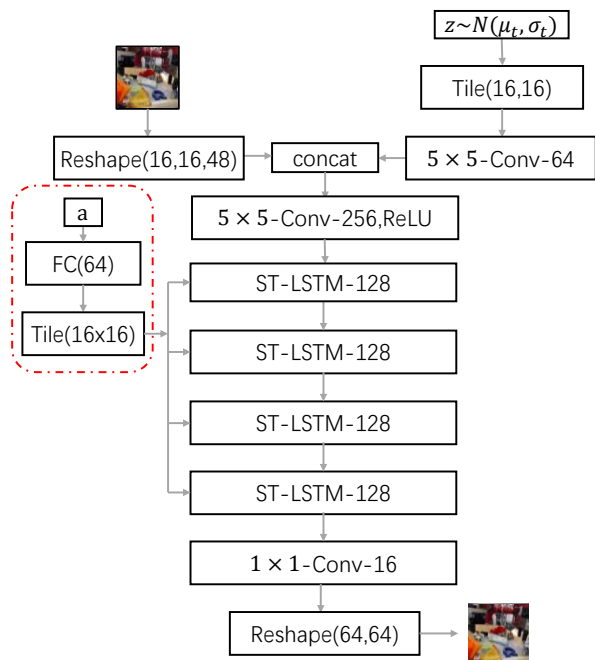 z~N(μ_t, σ_t)
Tile(16,16)
Reshape(16,16,48)
concat
5 × 5-Conv-64
a
5 × 5-Conv-256,ReLU
FC(64)
ST-LSTM-128
Tile(16x16)
ST-LSTM-128
ST-LSTM-128
ST-LSTM-128
1 × 1-Conv-16
Reshape(64,64)